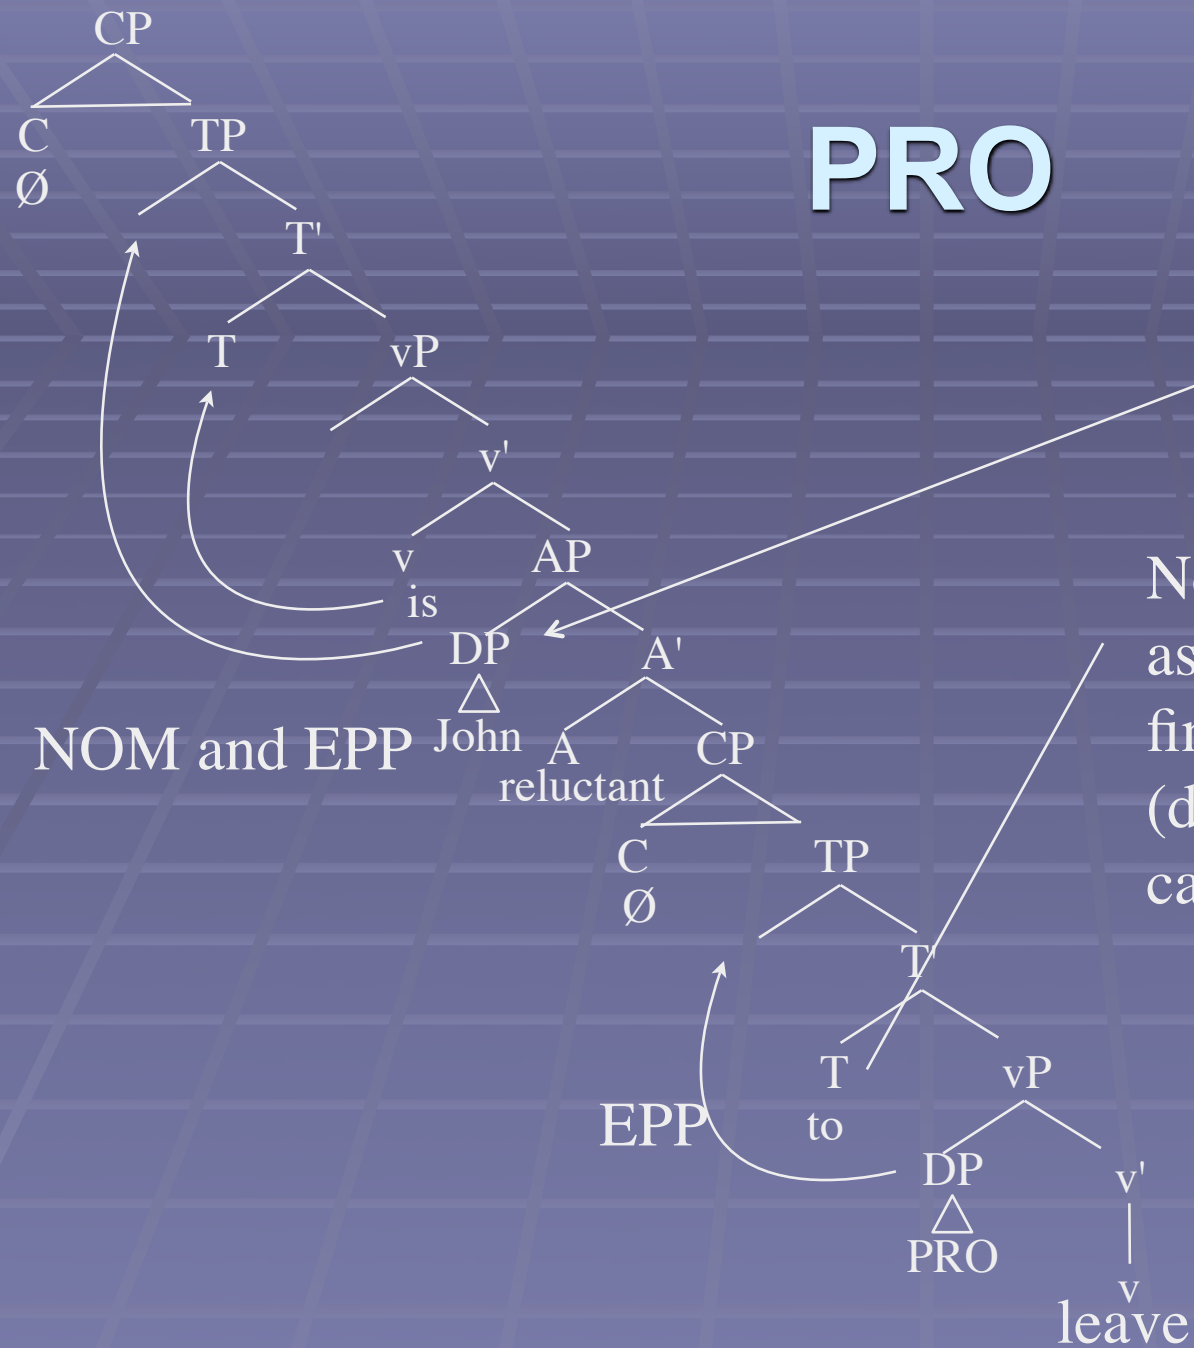 CP
C
TP
Ø
PRO
T'
T
vP
v'
v
AP
is
DP
A'
John
NOM and EPP
A
CP
reluctant
C
TP
Ø
T'
T
vP
to
EPP
DP
v'
PRO
v
leave